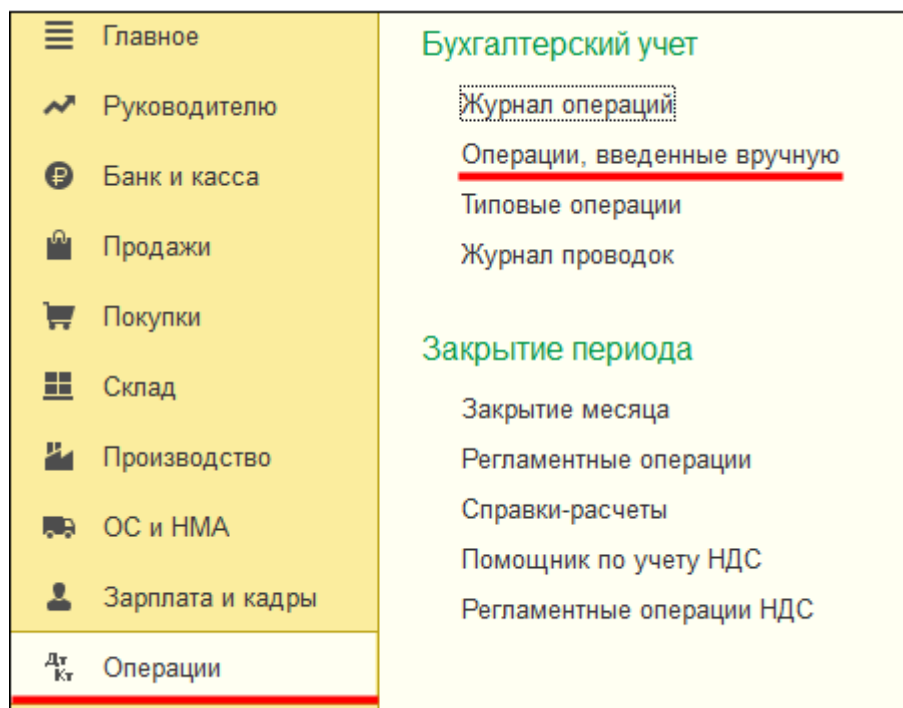 Главное
Руководителю
Банк и касса
Продажи
Покупки
Склад
Производство
ОС и НМА
Зарплата и кадры
Дт
Кт
Операции
Бухгалтерский учет
Журнал операций
Операции, введенные вручную
Типовые операции
Журнал проводок
Закрытие периода
Закрытие месяца
Регламентные операции
Справки-расчеты
Помощник по учету НДС
Регламентные операции НДС